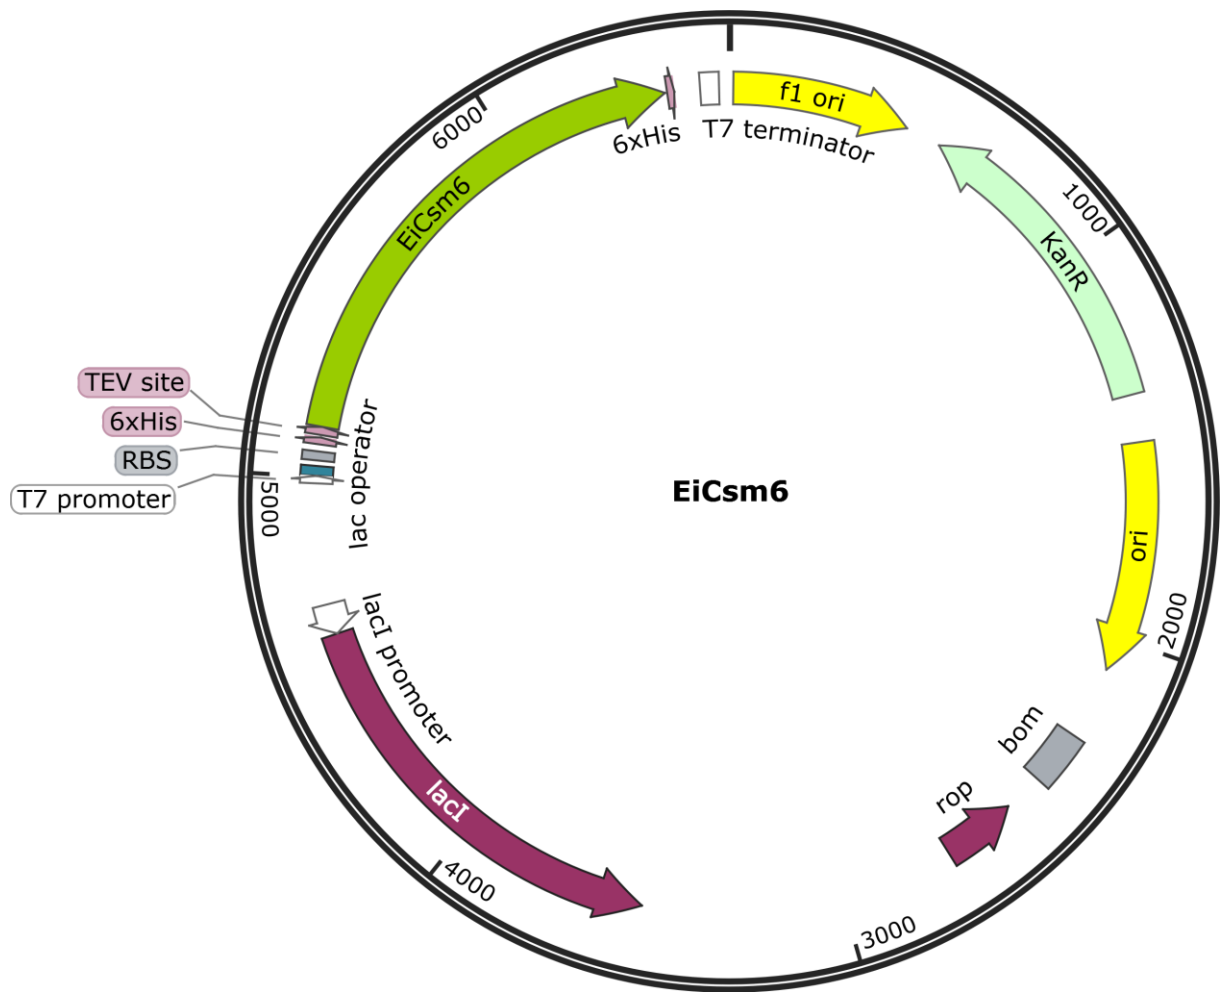 6000
6xHis
T7 terminator
f1 ori
1000
KanR
EiCsm6
TEV site
6xHis
RBS
T7 promoter
5000
lac operator
EiCsm6
ori
2000
bom
rop
lacI promoter
lacI
4000
3000